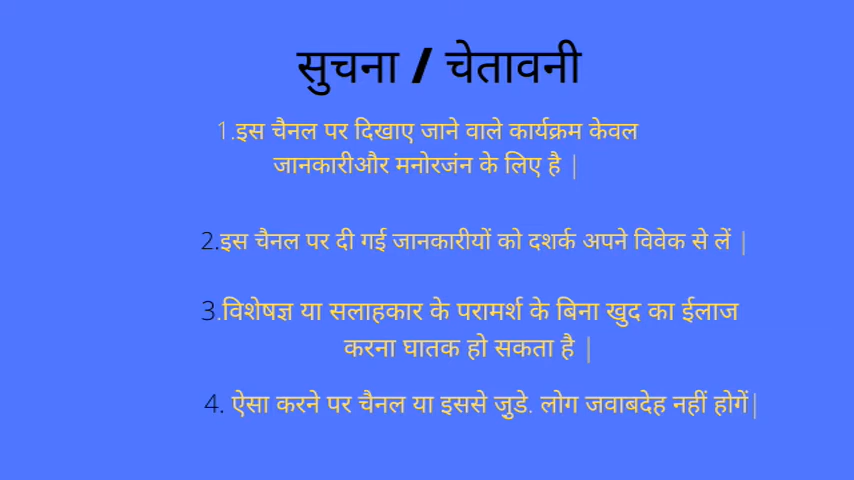 सुचना / चेतावनी
1.इस चैनल पर दिखाए जाने वाले कार्यक्रम केवल
जानकारीऔर मनोरजंन के लिए है |
2.इस चैनल पर दी गई जानकारीयों को दशर्क अपने विवेक से लें |
3.विशेषज्ञ या सलाहकार के परामर्श के बिना खुद का ईलाज
करना घातक हो सकता है |
4. ऐसा करने पर चैनल या इससे जुडे. लोग जवाबदेह नहीं होगें|